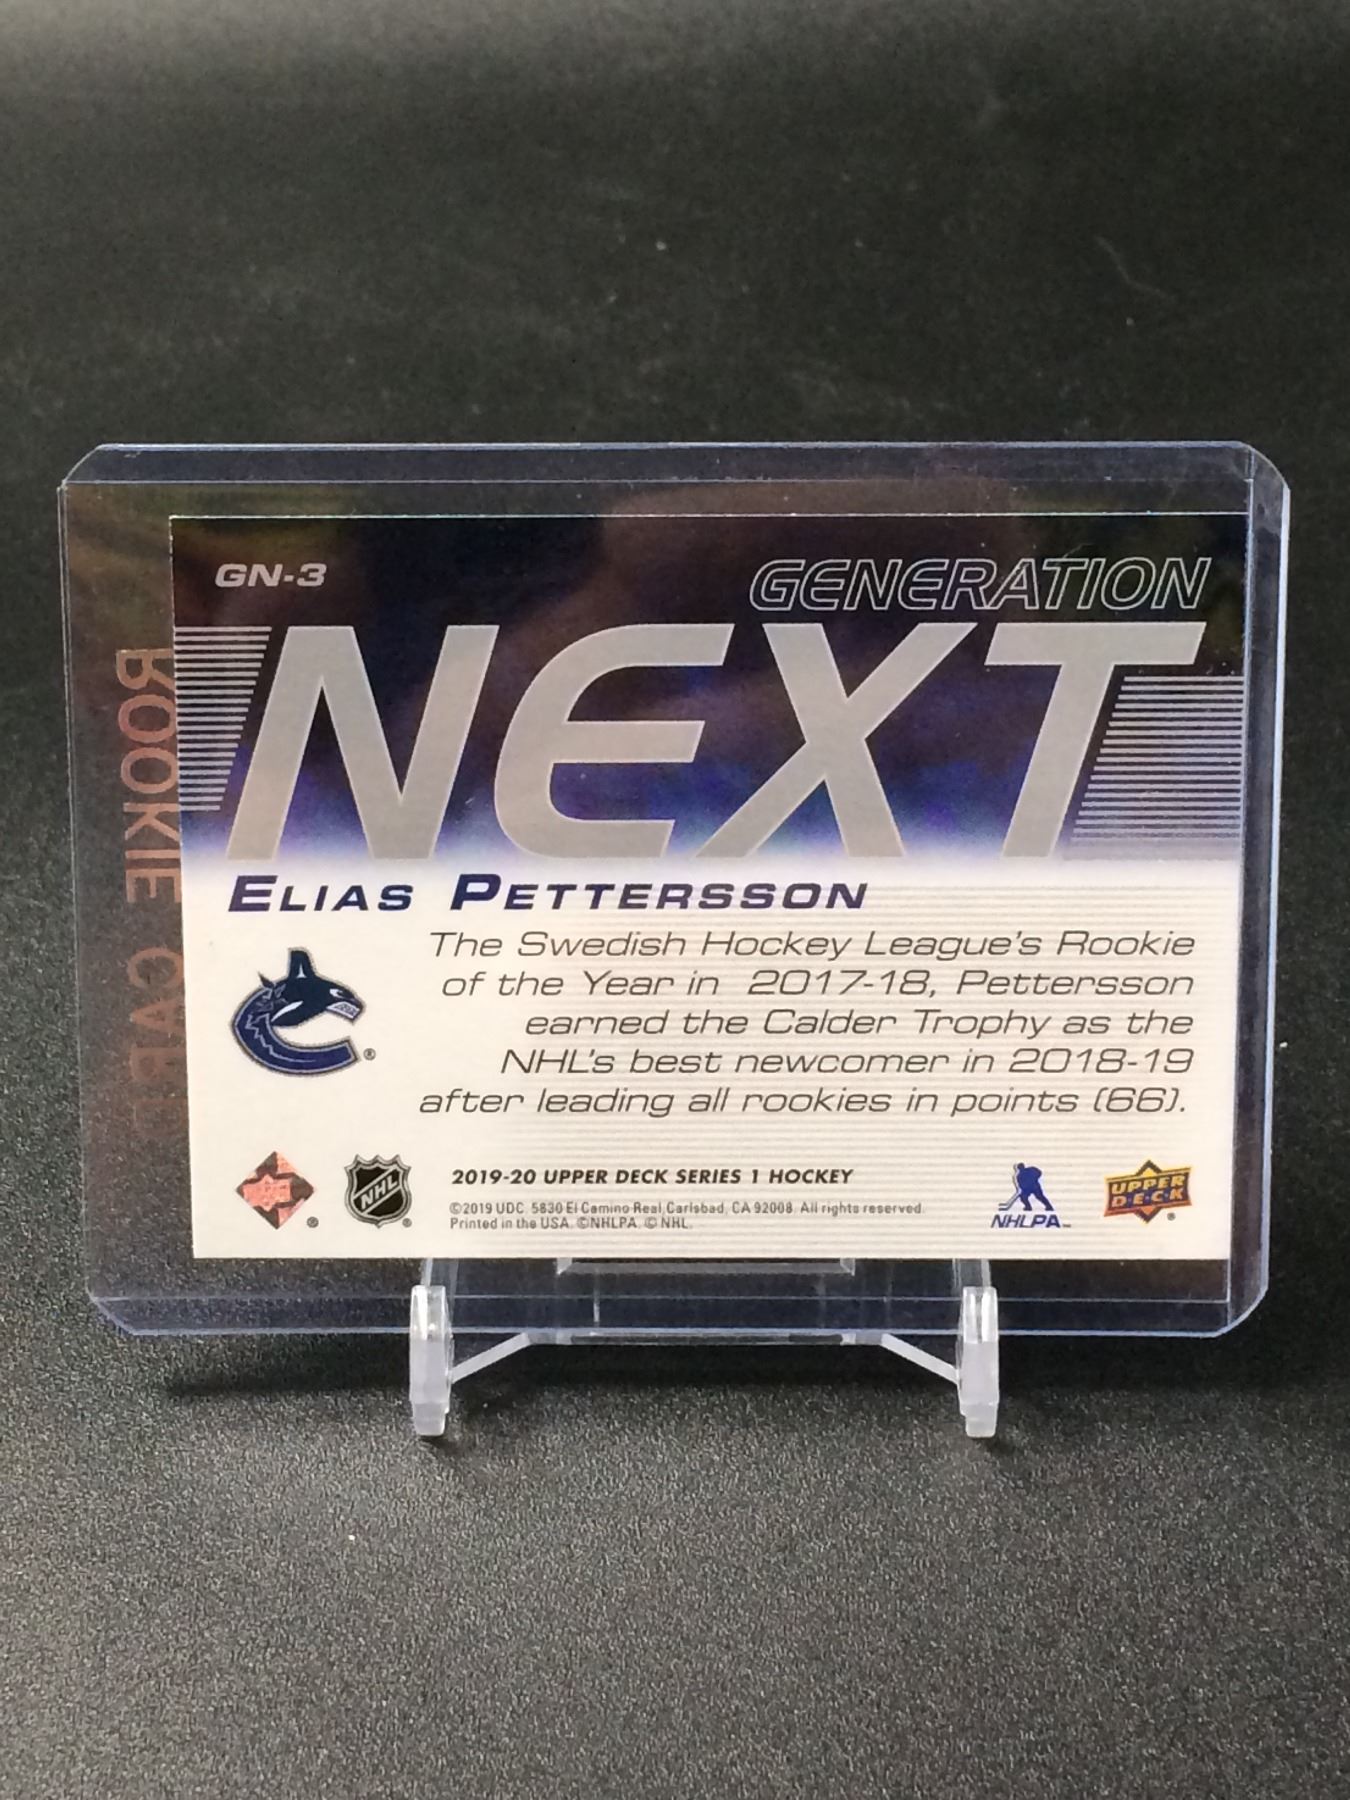 GN-3
GENERATION
NEXT
ROOKIE CARD
ELIAS PETTERSSON
The Swedish Hockey League's Rookie
of the Year in 2017-18, Pettersson
earned the Calder Trophy as the
NHL's best newcomer in 2018-19
after leading all rookies in points (66).
NHL
2019-20 UPPER DECK SERIES 1 HOCKEY
©2019 UDC. 5830 El Camino Real, Carlsbad, CA 92008. All rights reserved.
Printed in the USA. ©NHLPA. © NHL.
NHLPA
UPPER
DECK